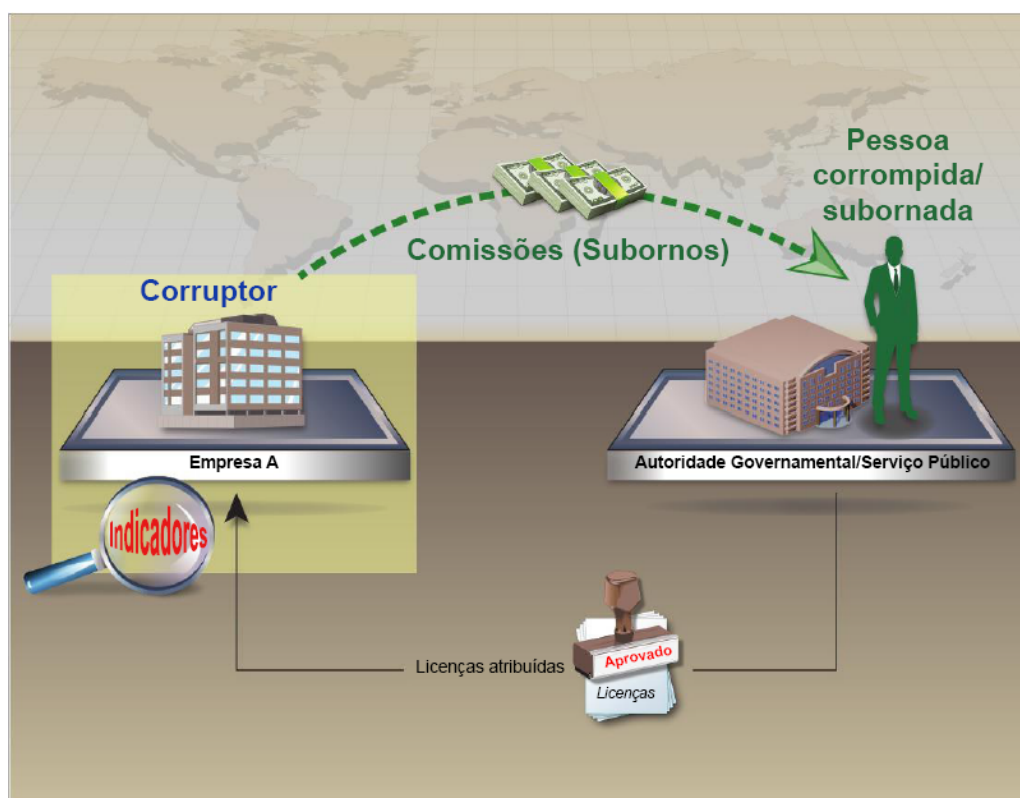 Pessoa
corrompida/
subornada
Comissões (Subornos)
Corruptor
Empresa A
Autoridade Governamental/Serviço Público
Indicadores
Licenças atribuídas
Aprovado
Licenças